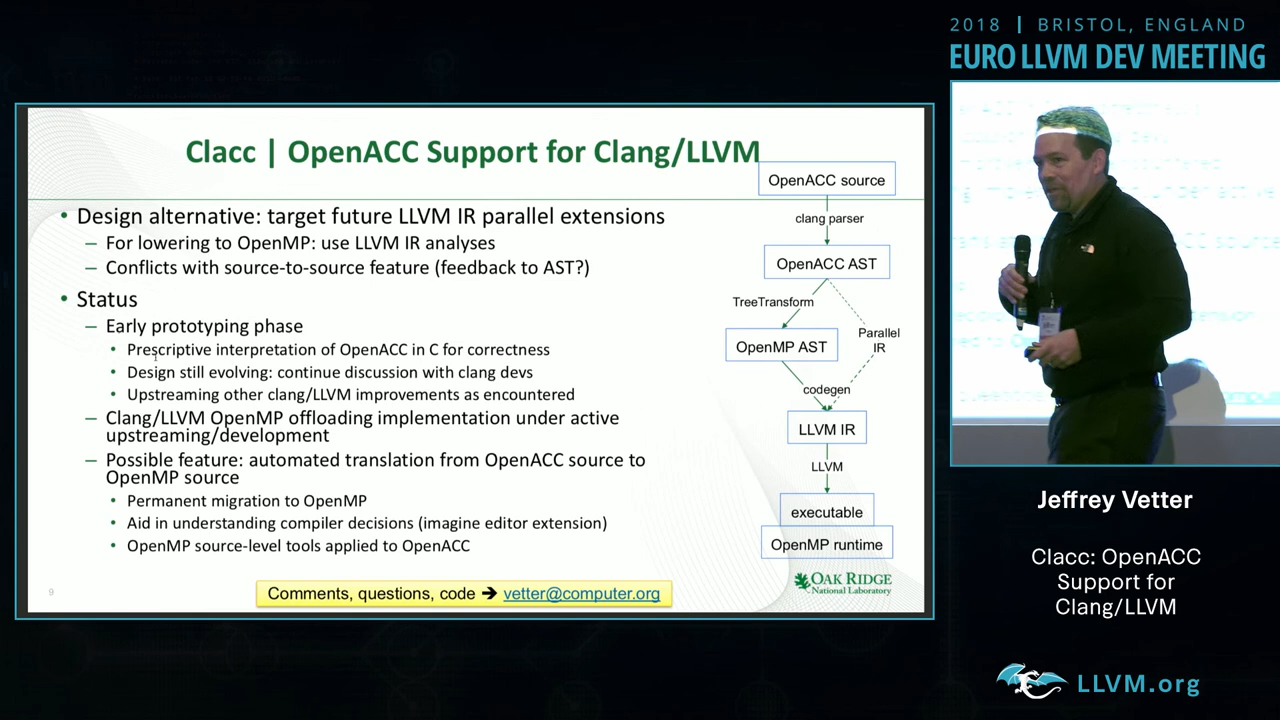 2018 | BRISTOL, ENGLAND
EURO LLVM DEV MEETING
Clacc | OpenACC Support for Clang/LLVM
• Design alternative: target future LLVM IR parallel extensions
– For lowering to OpenMP: use LLVM IR analyses
– Conflicts with source-to-source feature (feedback to AST?)
• Status
– Early prototyping phase
• Prescriptive interpretation of OpenACC in C for correctness
• Design still evolving: continue discussion with clang devs
• Upstreaming other clang/LLVM improvements as encountered
– Clang/LLVM OpenMP offloading implementation under active
upstreaming/development
– Possible feature: automated translation from OpenACC source to
OpenMP source
• Permanent migration to OpenMP
• Aid in understanding compiler decisions (imagine editor extension)
• OpenMP source-level tools applied to OpenACC
OpenACC source
clang parser
OpenACC AST
TreeTransform
Parallel
IR
OpenMP AST
codegen
LLVM IR
LLVM
executable
OpenMP runtime
9
Comments, questions, code ➔ vetter@computer.org
OAK RIDGE
National Laboratory
Jeffrey Vetter
Clacc: OpenACC
Support for
Clang/LLVM
LLVM.org